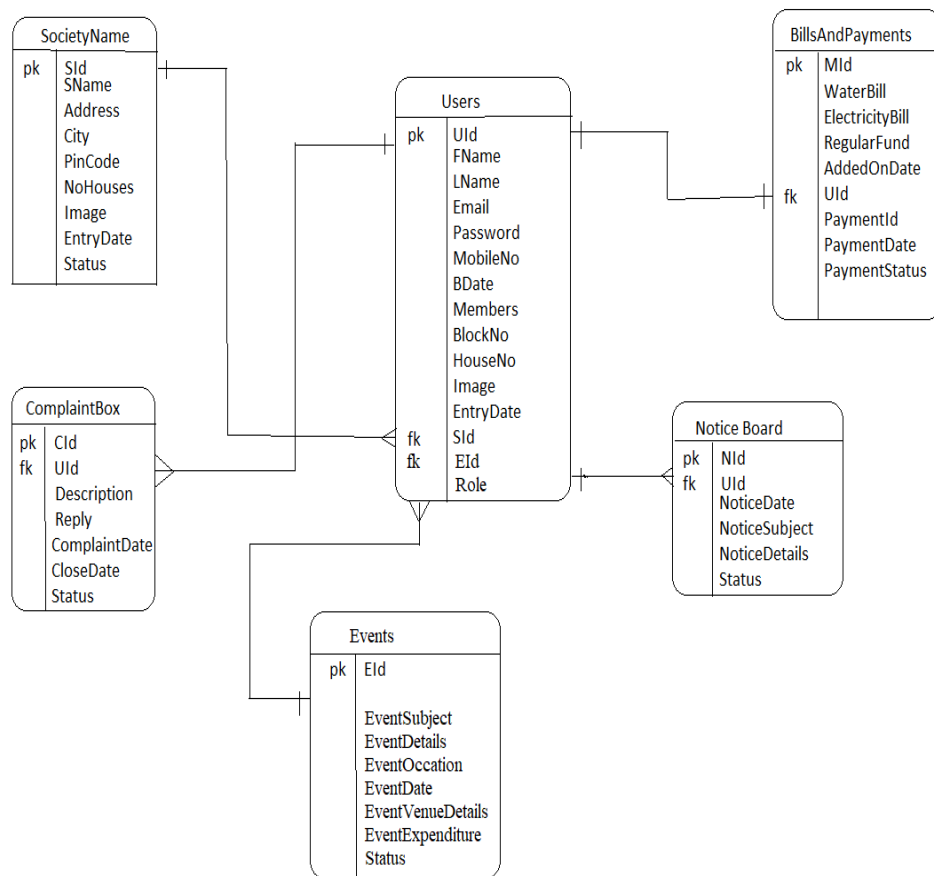 SocietyName
pk SId
SName
Address
City
PinCode
NoHouses
Image
EntryDate
Status
Users
pk UId
FName
LName
Email
Password
MobileNo
BDate
Members
BlockNo
HouseNo
Image
EntryDate
fk SId
fk EId
Role
BillsAndPayments
pk MId
WaterBill
ElectricityBill
RegularFund
AddedOnDate
fk UId
PaymentId
PaymentDate
PaymentStatus
ComplaintBox
pk CId
fk UId
Description
Reply
ComplaintDate
CloseDate
Status
Notice Board
pk NId
fk UId
NoticeDate
NoticeSubject
NoticeDetails
Status
Events
pk EId
EventSubject
EventDetails
EventOccation
EventDate
EventVenueDetails
EventExpenditure
Status